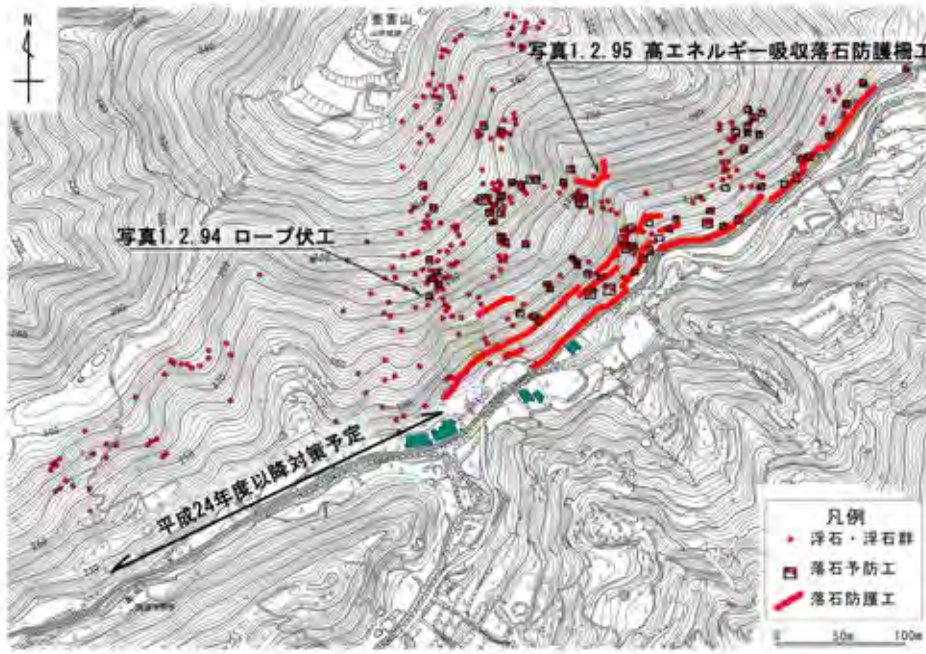 N
写真1.2.95 高エネルギー吸収落石防護柵工
写真1.2.94 ロープ伏工
平成24年度以降対策予定
凡例
浮石・浮石群
落石予防工
落石防護工
0 50m 100m